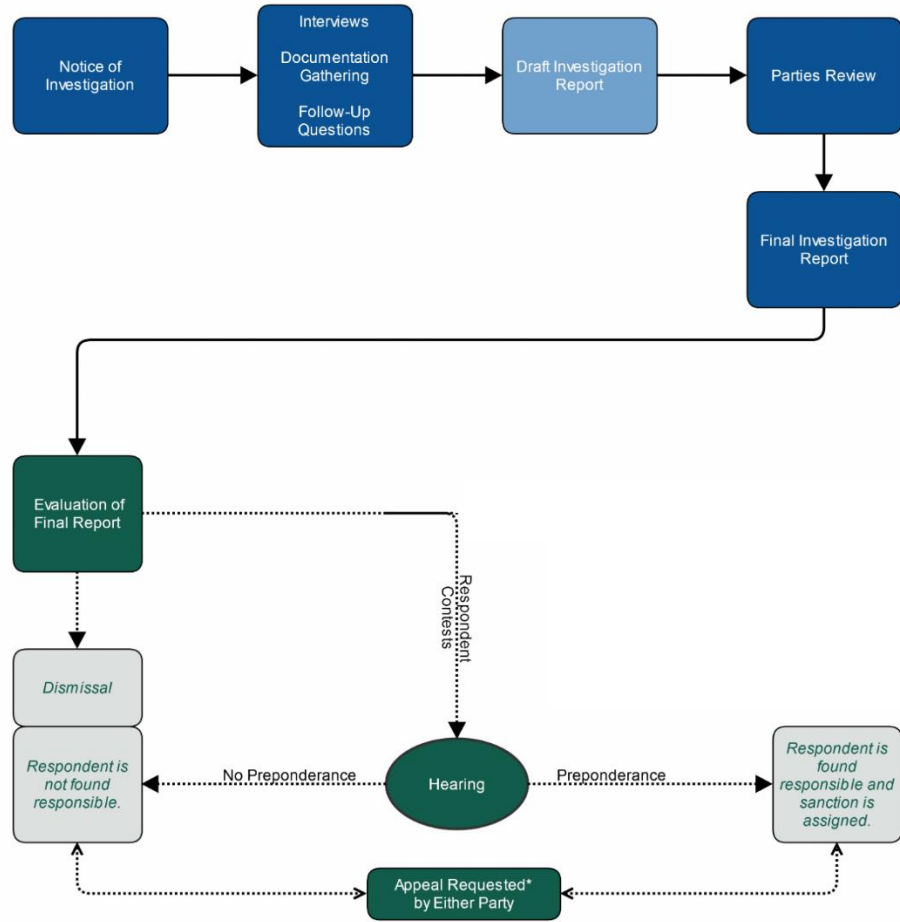 Notice of
Investigation
Interviews
Documentation
Gathering
Follow-Up
Questions
Draft Investigation
Report
Parties Review
Final Investigation
Report
Evaluation of
Final Report
Respondent
Contests
Dismissal
Respondent is
not found
responsible.
No Preponderance
Hearing
Preponderance
Respondent is
found
responsible and
sanction is
assigned.
Appeal Requested*
by Either Party